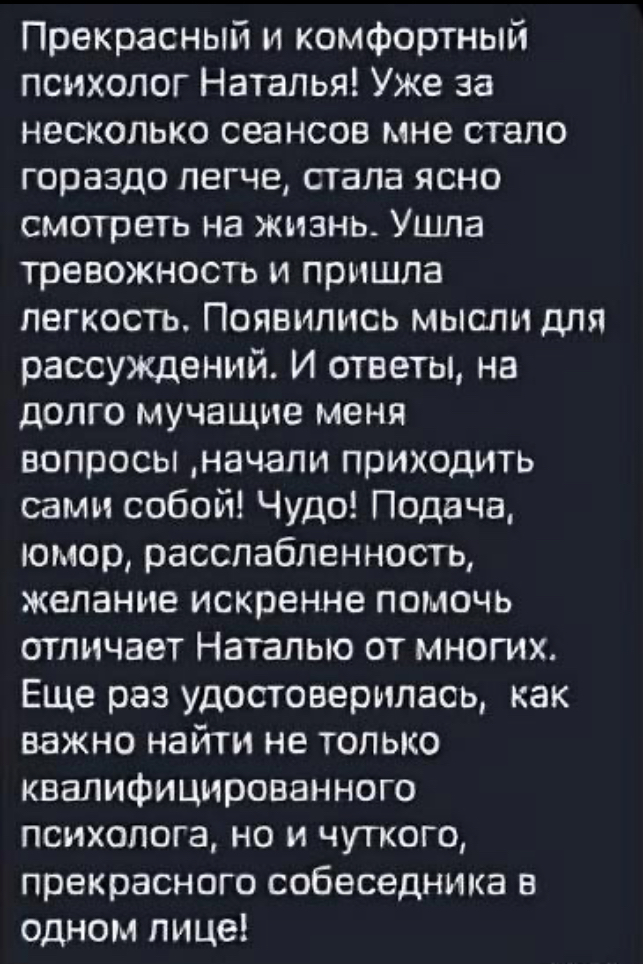 Прекрасный и комфортный
психолог Наталья! Уже за
несколько сеансов мне стало
гораздо легче, стала ясно
смотреть на жизнь. Ушла
тревожность и пришла
легкость. Появились мысли для
рассуждений. И ответы, на
долго мучащие меня
вопросы ,начали приходить
сами собой! Чудо! Подача,
юмор, расслабленность,
желание искренне помочь
отличает Наталью от многих.
Еще раз удостоверилась,  как
важно найти не только
квалифицированного
психолога, но и чуткого,
прекрасного собеседника в
одном лице!